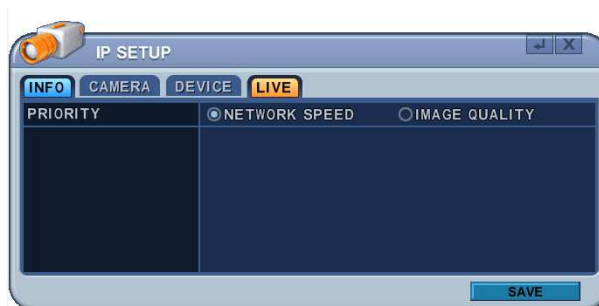 IP SETUP
X
INFO CAMERA DEVICE LIVE
PRIORITY NETWORK SPEED IMAGE QUALITY
SAVE